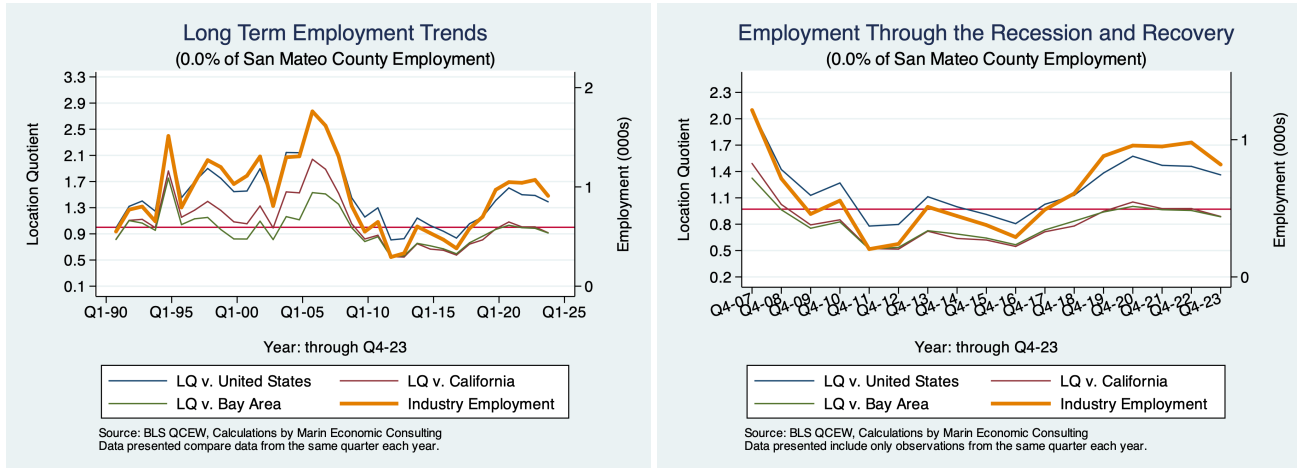 Long Term Employment Trends
(0.0% of San Mateo County Employment)
Location Quotient
3.3
2.9
2.5
2.1
1.7
1.3
0.9
0.5
0.1
2
1
0
Employment (000s)
Q1-90 Q1-95 Q1-00 Q1-05 Q1-10 Q1-15 Q1-20 Q1-25
Year: through Q4-23
LQ v. United States LQ v. California
LQ v. Bay Area Industry Employment
Source: BLS QCEW, Calculations by Marin Economic Consulting
Data presented compare data from the same quarter each year.
Employment Through the Recession and Recovery
(0.0% of San Mateo County Employment)
Location Quotient
2.3
2.0
1.7
1.4
1.1
0.8
0.5
0.2
1
0
Employment (000s)
Q4-07 Q4-08 Q4-09 Q4-10 Q4-11 Q4-12 Q4-13 Q4-14 Q4-15 Q4-16 Q4-17 Q4-18 Q4-19 Q4-20 Q4-21 Q4-22 Q4-23
Year: through Q4-23
LQ v. United States LQ v. California
LQ v. Bay Area Industry Employment
Source: BLS QCEW, Calculations by Marin Economic Consulting
Data presented include only observations from the same quarter each year.